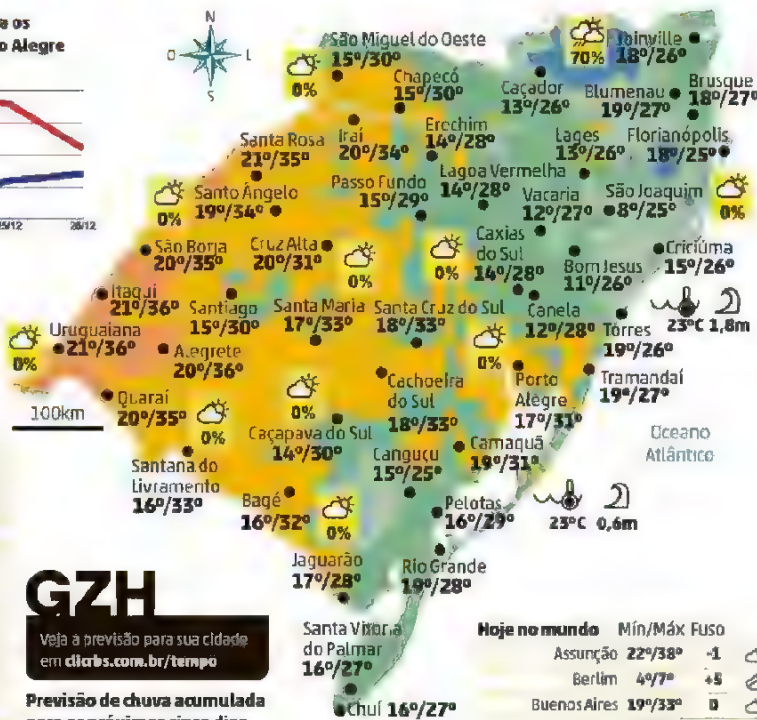 a os
o Alegre
25/12
26/12
N
O
L
S
São Miguel do Oeste
15º/30º
0%
Chapecó
15º/30º
70%
Joinville
18º/26º
Caçador
13º/26º
Blumenau
19º/27º
Brusque
18º/27º
Santa Rosa
21º/35º
Iraí
20º/34º
Erechim
14º/28º
Lages
13º/26º
Florianópolis
18º/25º
0%
Santo Ângelo
19º/34º
Passo Fundo
15º/29º
Lagoa Vermelha
14º/28º
Vacaria
12º/27º
São Joaquim
8º/25º
0%
São Borja
20º/35º
Cruz Alta
20º/31º
0%
0%
Caxias
do Sul
14º/28º
Bom Jesus
11º/26º
Criciúma
15º/26º
Itaqui
21º/36º
Santiago
15º/30º
Santa Maria
17º/33º
Santa Cruz do Sul
18º/33º
Canela
12º/28º
Torres
19º/26º
23ºC 1,8m
Uruguaiana
21º/36º
0%
Alegrete
20º/36º
0%
Porto
Alegre
17º/31º
Tramandaí
19º/27º
100km
Quaraí
20º/35º
0%
0%
Cachoeira
do Sul
18º/33º
Caçapava do Sul
14º/30º
Camaquã
19º/31º
Oceano
Atlântico
Santana do
Livramento
16º/33º
Canguçu
15º/25º
Bagé
16º/32º
0%
Pelotas
16º/29º
23ºC 0,6m
Jaguarão
17º/28º
Rio Grande
19º/28º
GZH
Veja a previsão para sua cidade
em clicrbs.com.br/tempo
Santa Vitória
do Palmar
16º/27º
Chuí 16º/27º
Previsão de chuva acumulada
Hoje no mundo Mín/Máx Fuso
Assunção 22º/38º -1
Berlim 4º/7º +5
Buenos Aires 19º/33º 0